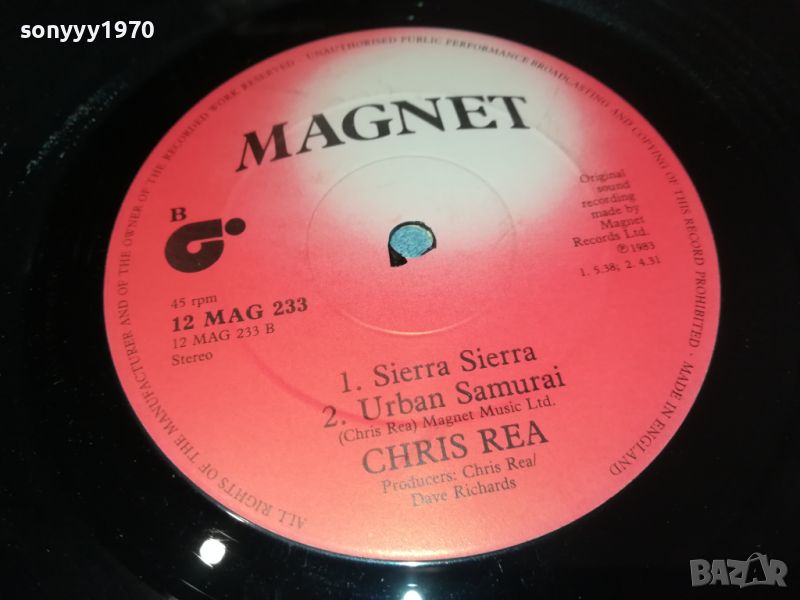 sonyyy1970
ALL RIGHTS OF THE MANUFACTURER AND OF THE OWNER OF THE RECORDED WORK RESERVED - UNAUTHORISED PUBLIC PERFORMANCE BROADCASTING AND COPYING OF THIS RECORD PROHIBITED - MADE IN ENGLAND
MAGNET
B
Original
sound
recording
made by
Magnet
Records Ltd.
℗1983
1. 5.38; 2. 4.31
45 rpm
12 MAG 233
12 MAG 233 B
Stereo
1. Sierra Sierra
2. Urban Samurai
(Chris Rea) Magnet Music Ltd.
CHRIS REA
Producers: Chris Rea/
Dave Richards
BAZAR